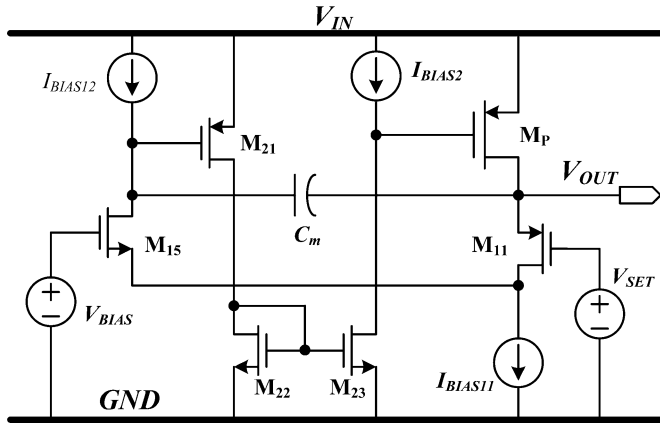 V_IN
I_BIAS12
I_BIAS2
M_21
M_P
V_OUT
C_m
M_15
M_11
+
−
V_BIAS
V_SET
+
−
M_22
M_23
I_BIAS11
GND